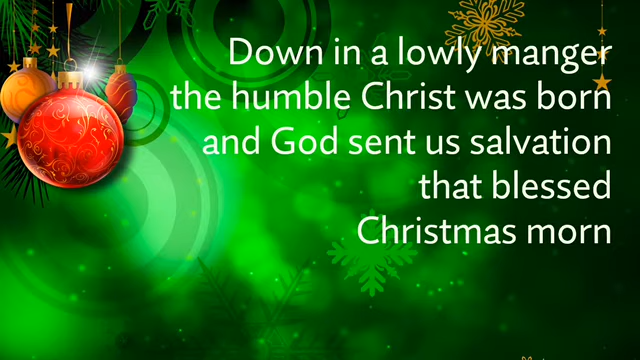 Down in a lowly manger
the humble Christ was born
and God sent us salvation
that blessed
Christmas morn